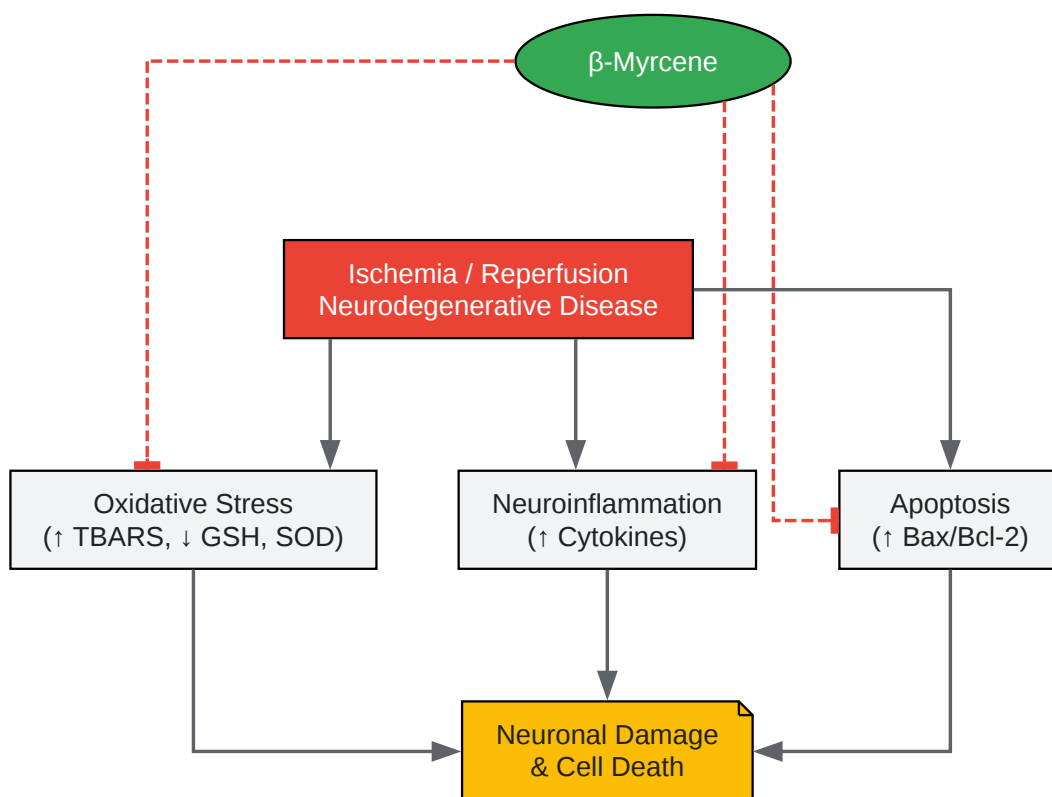 β-Myrcene
Ischemia / Reperfusion
Neurodegenerative Disease
Oxidative Stress
(↑ TBARS, ↓ GSH, SOD)
Neuroinflammation
(↑ Cytokines)
Apoptosis
(↑ Bax/Bcl-2)
Neuronal Damage
& Cell Death